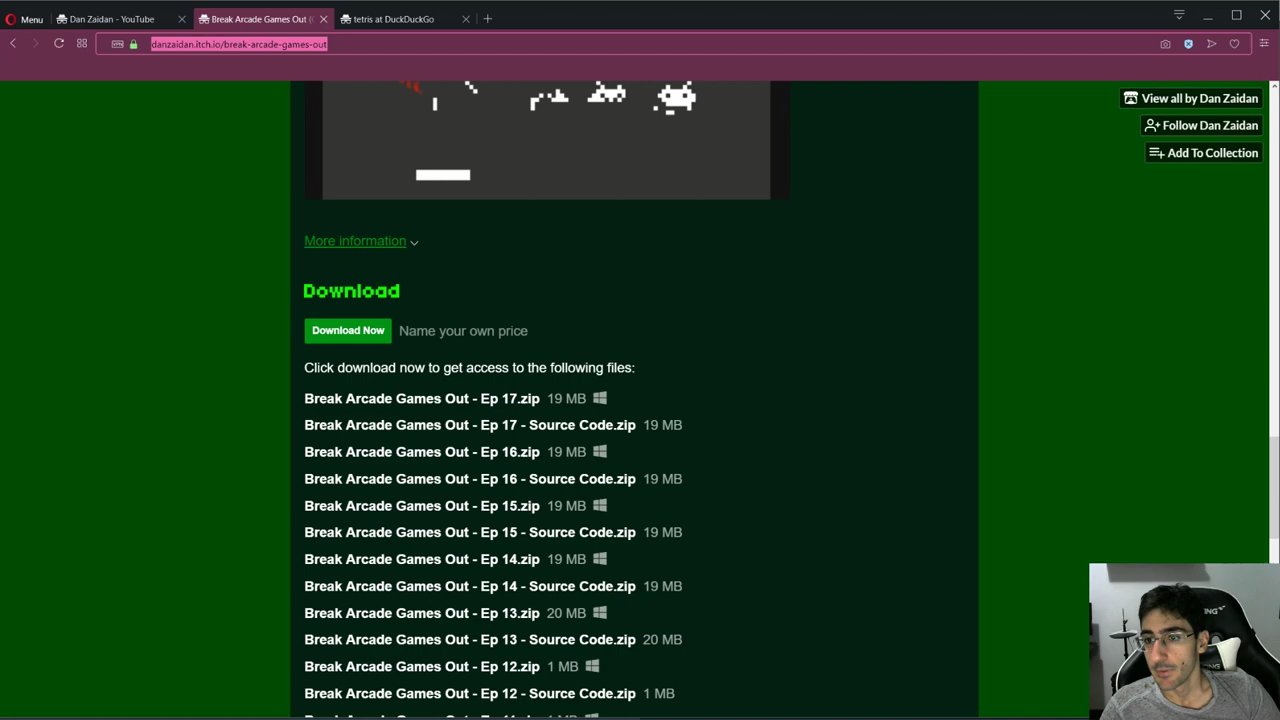 Menu
Dan Zaidan - YouTube
Break Arcade Games Out (
tetris at DuckDuckGo
VPN
danzaidan.itch.io/break-arcade-games-out
View all by Dan Zaidan
Follow Dan Zaidan
Add To Collection
More information
Download
Download Now Name your own price
Click download now to get access to the following files:
Break Arcade Games Out - Ep 17.zip 19 MB
Break Arcade Games Out - Ep 17 - Source Code.zip 19 MB
Break Arcade Games Out - Ep 16.zip 19 MB
Break Arcade Games Out - Ep 16 - Source Code.zip 19 MB
Break Arcade Games Out - Ep 15.zip 19 MB
Break Arcade Games Out - Ep 15 - Source Code.zip 19 MB
Break Arcade Games Out - Ep 14.zip 19 MB
Break Arcade Games Out - Ep 14 - Source Code.zip 19 MB
Break Arcade Games Out - Ep 13.zip 20 MB
Break Arcade Games Out - Ep 13 - Source Code.zip 20 MB
Break Arcade Games Out - Ep 12.zip 1 MB
Break Arcade Games Out - Ep 12 - Source Code.zip 1 MB